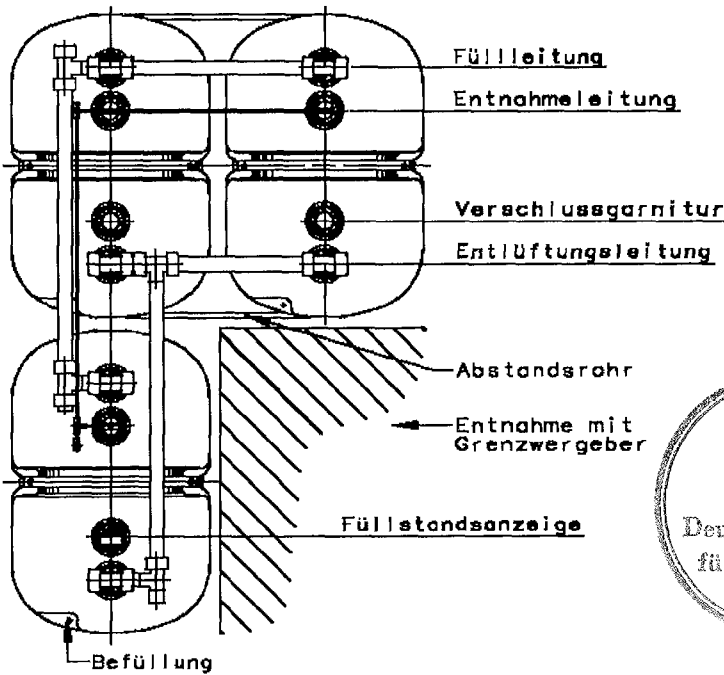 Füllleitung
Entnahmeleitung
Verschlussgarnitur
Entlüftungsleitung
Abstandsrohr
Entnahme mit
Grenzwergeber
Füllstandsanzeige
Befüllung